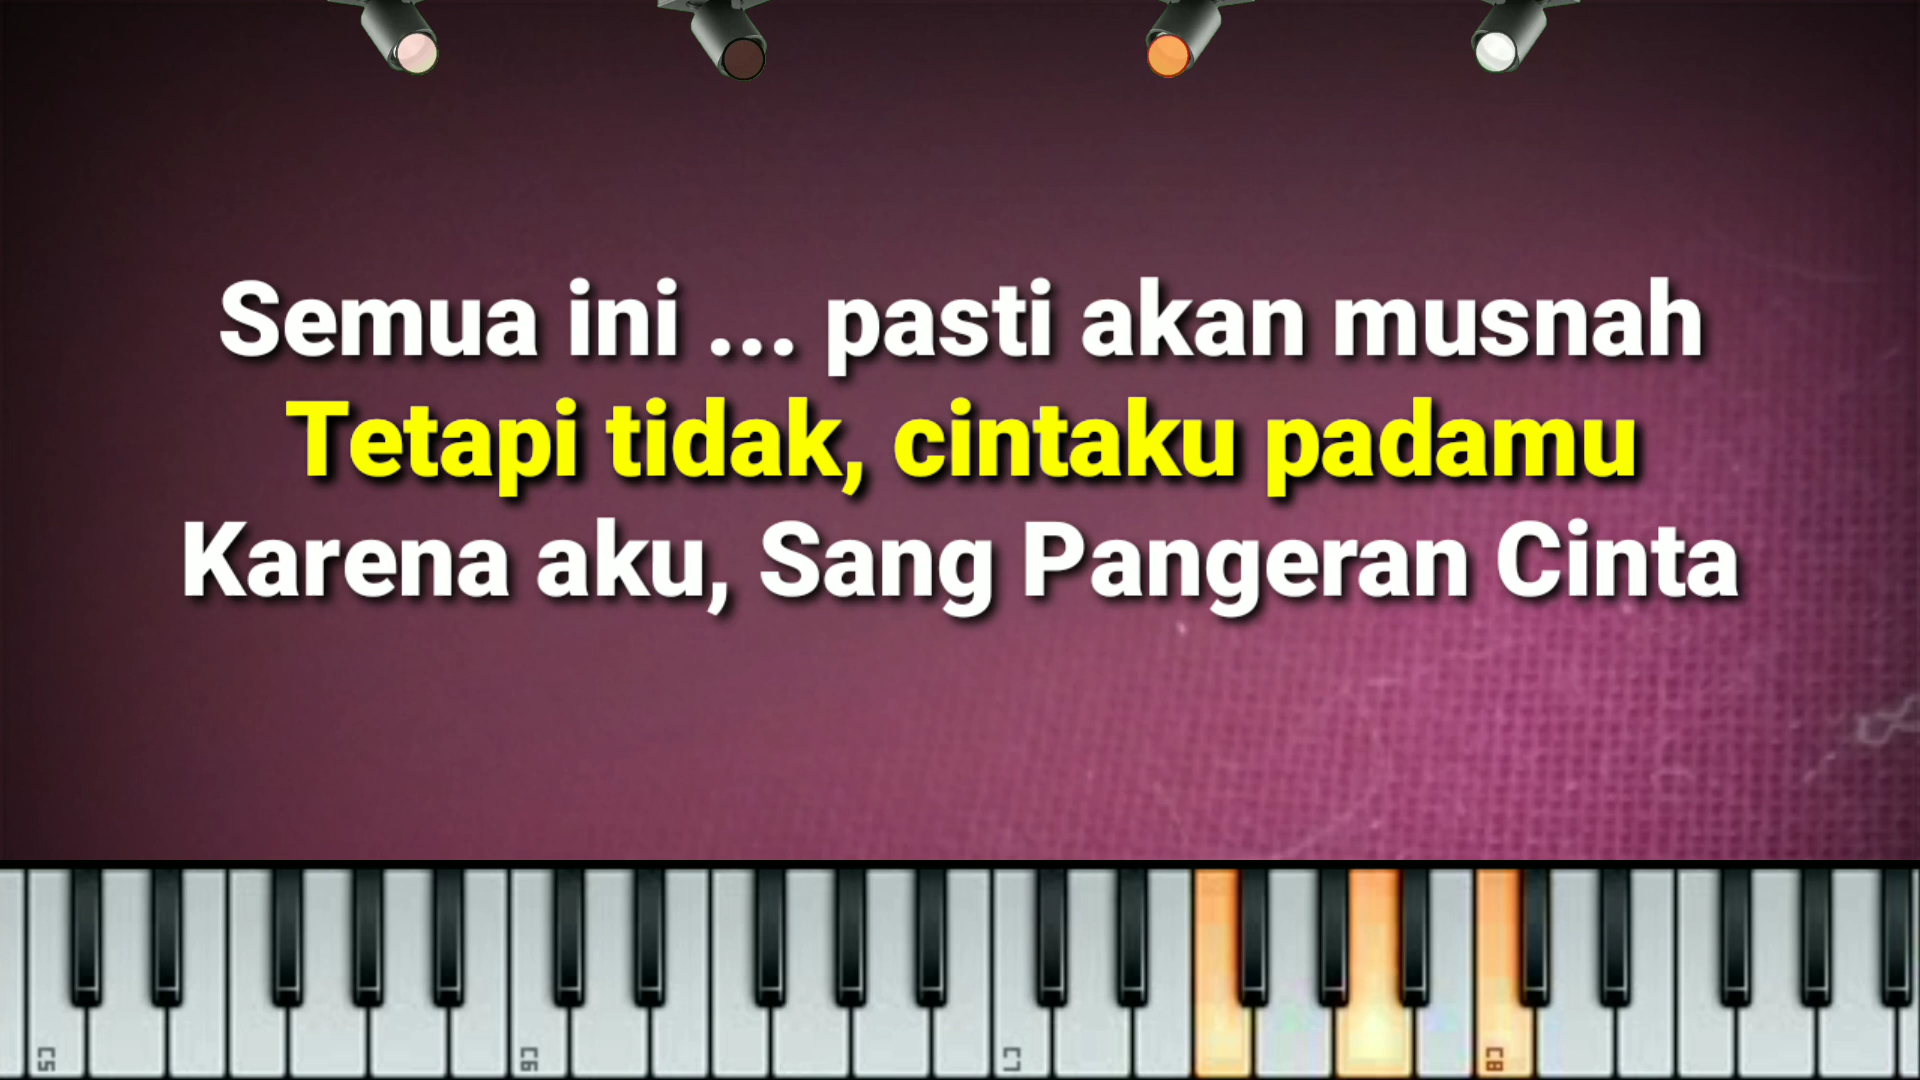 Semua ini ... pasti akan musnah
Tetapi tidak, cintaku padamu
Karena aku, Sang Pangeran Cinta
C5 C6 C7 C8